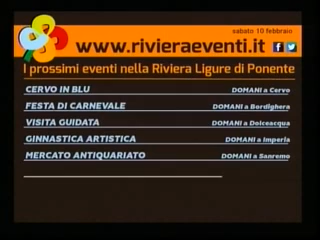 sabato 10 febbraio
www.rivieraeventi.it
I prossimi eventi nella Riviera Ligure di Ponente
CERVO IN BLU DOMANI a Cervo
FESTA DI CARNEVALE DOMANI a Bordighera
VISITA GUIDATA DOMANI a Dolceacqua
GINNASTICA ARTISTICA DOMANI a Imperia
MERCATO ANTIQUARIATO DOMANI a Sanremo